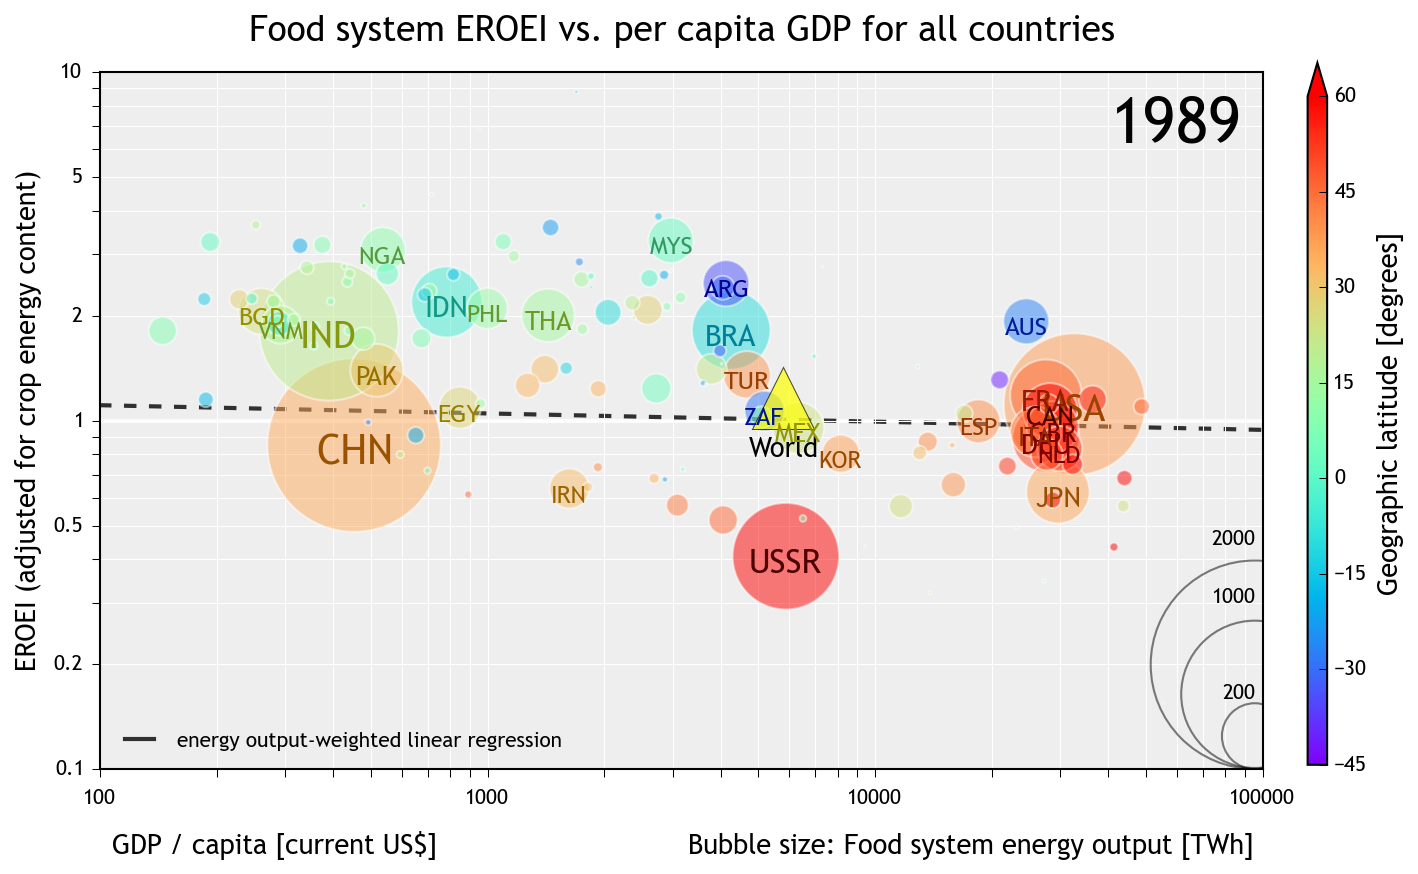 Food system EROEI vs. per capita GDP for all countries
1989
10
5
2
1
0.5
0.2
0.1
EROEI (adjusted for crop energy content)
NGA
MYS
ARG
BGD
VNM
IND
IDN
PHL
THA
BRA
AUS
PAK
TUR
EGY
ZAF
MEX
World
KOR
ESP
FRA
USA
CAN
GBR
DEU
NLD
CHN
IRN
JPN
USSR
2000
1000
200
energy output-weighted linear regression
100
1000
10000
100000
GDP / capita [current US$]
Bubble size: Food system energy output [TWh]
60
45
30
15
0
−15
−30
−45
Geographic latitude [degrees]